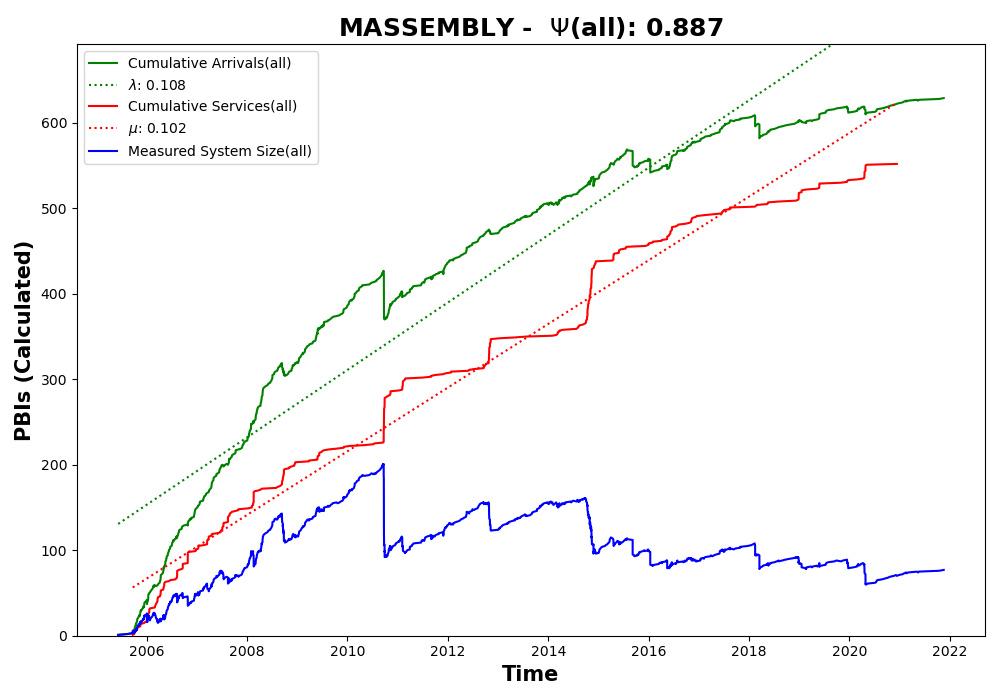 MASSEMBLY - Ψ(all): 0.887
Cumulative Arrivals(all)
λ: 0.108
Cumulative Services(all)
μ: 0.102
Measured System Size(all)
PBIs (Calculated)
600
500
400
300
200
100
0
2006 2008 2010 2012 2014 2016 2018 2020 2022
Time